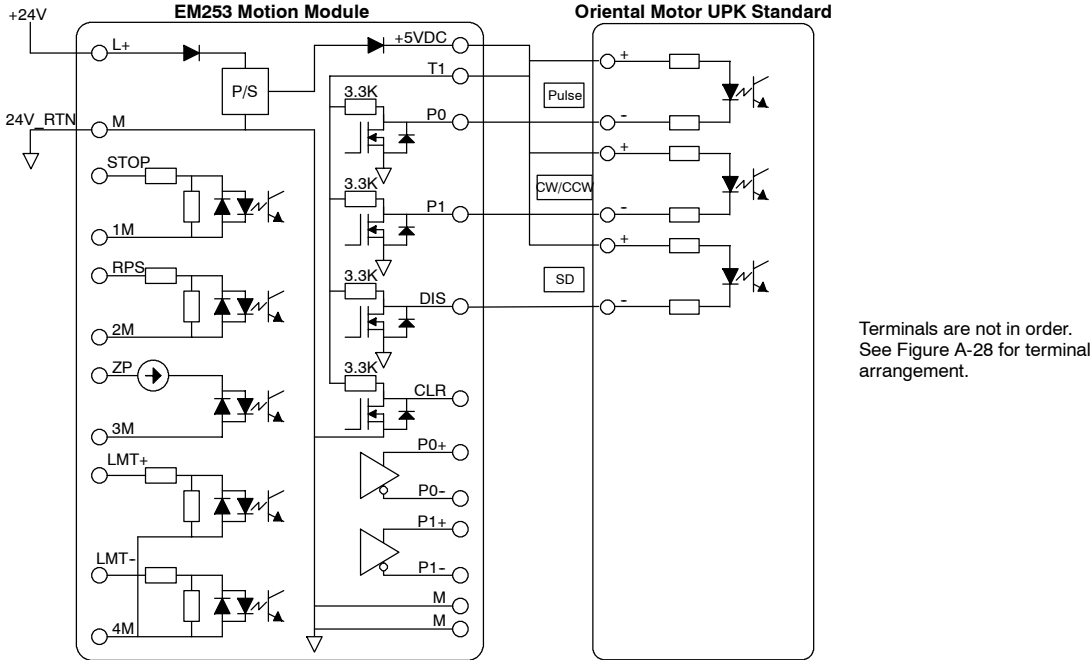 EM253 Motion Module
Oriental Motor UPK Standard
+24V
L+
+5VDC
+
T1
P/S
3.3K
Pulse
24V_RTN
M
P0
-
STOP
+
3.3K
CW/CCW
1M
P1
-
RPS
+
3.3K
SD
DIS
-
2M
Terminals are not in order.
See Figure A-28 for terminal
arrangement.
ZP
3.3K
CLR
3M
P0+
LMT+
P0-
P1+
LMT-
P1-
M
4M
M